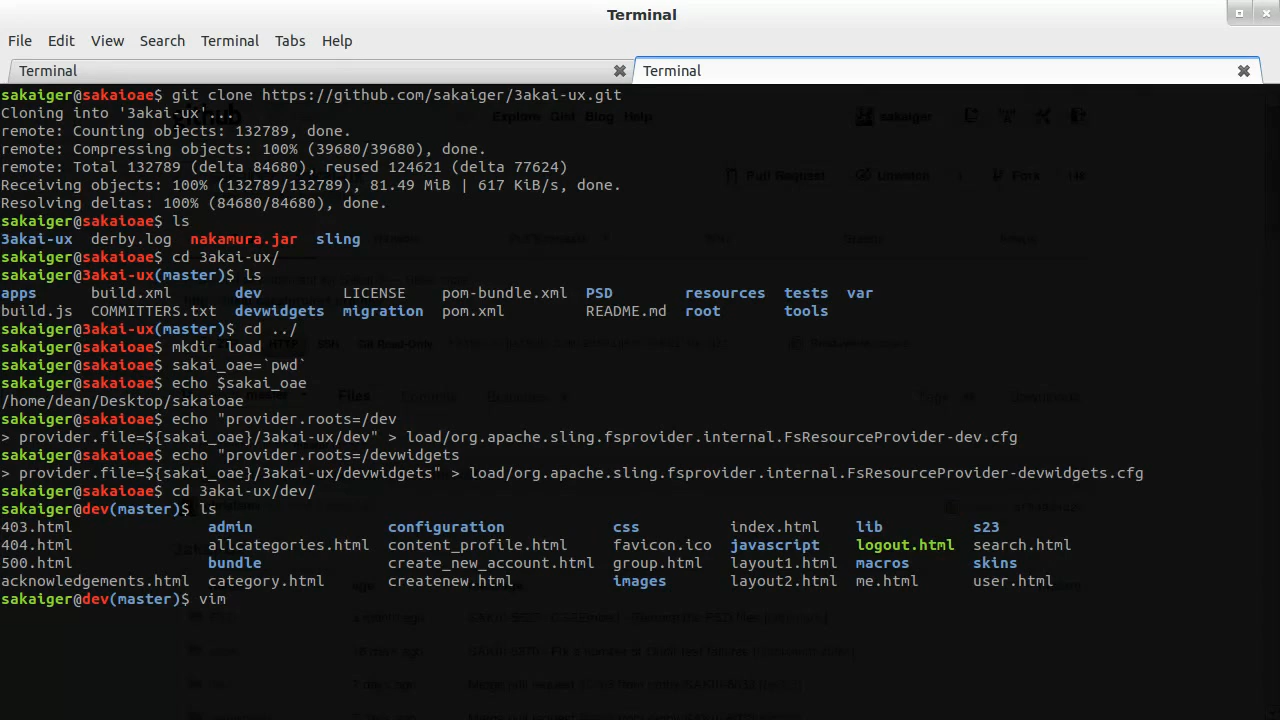 Terminal
File Edit View Search Terminal Tabs Help
Terminal Terminal
sakaiger@sakaioae$ git clone https://github.com/sakaiger/3akai-ux.git
Cloning into '3akai-ux'...
remote: Counting objects: 132789, done.
remote: Compressing objects: 100% (39680/39680), done.
remote: Total 132789 (delta 84680), reused 124621 (delta 77624)
Receiving objects: 100% (132789/132789), 81.49 MiB | 617 KiB/s, done.
Resolving deltas: 100% (84680/84680), done.
sakaiger@sakaioae$ ls
3akai-ux derby.log nakamura.jar sling
sakaiger@sakaioae$ cd 3akai-ux/
sakaiger@3akai-ux(master)$ ls
apps build.xml dev LICENSE pom-bundle.xml PSD resources tests var
build.js COMMITTERS.txt devwidgets migration pom.xml README.md root tools
sakaiger@3akai-ux(master)$ cd ../
sakaiger@sakaioae$ mkdir load
sakaiger@sakaioae$ sakai_oae=`pwd`
sakaiger@sakaioae$ echo $sakai_oae
/home/dean/Desktop/sakaioae
sakaiger@sakaioae$ echo "provider.roots=/dev
> provider.file=${sakai_oae}/3akai-ux/dev" > load/org.apache.sling.fsprovider.internal.FsResourceProvider-dev.cfg
sakaiger@sakaioae$ echo "provider.roots=/devwidgets
> provider.file=${sakai_oae}/3akai-ux/devwidgets" > load/org.apache.sling.fsprovider.internal.FsResourceProvider-devwidgets.cfg
sakaiger@sakaioae$ cd 3akai-ux/dev/
sakaiger@dev(master)$ ls
403.html admin configuration css index.html lib s23
404.html allcategories.html content_profile.html favicon.ico javascript logout.html search.html
500.html bundle create_new_account.html group.html layout1.html macros skins
acknowledgements.html category.html createnew.html images layout2.html me.html user.html
sakaiger@dev(master)$ vim